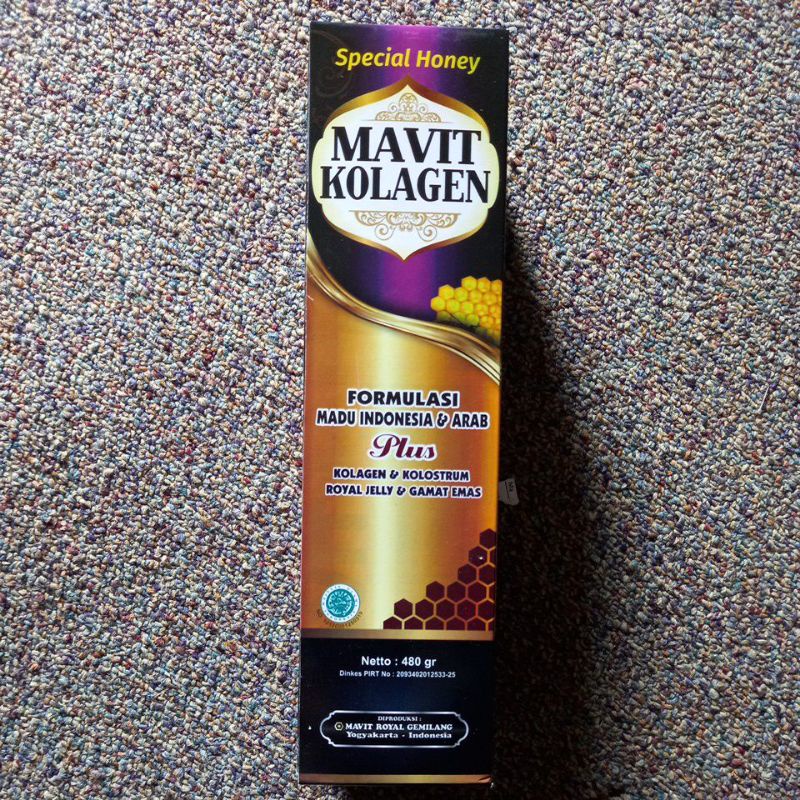 Special Honey
MAVIT
KOLAGEN
FORMULASI
MADU INDONESIA & ARAB
Plus
KOLAGEN & KOLOSTRUM
ROYAL JELLY & GAMAT EMAS
Netto : 480 gr
Dinkes PIRT No : 2093402012533-25
DIPRODUKSI :
MAVIT ROYAL GEMILANG
Yogyakarta - Indonesia